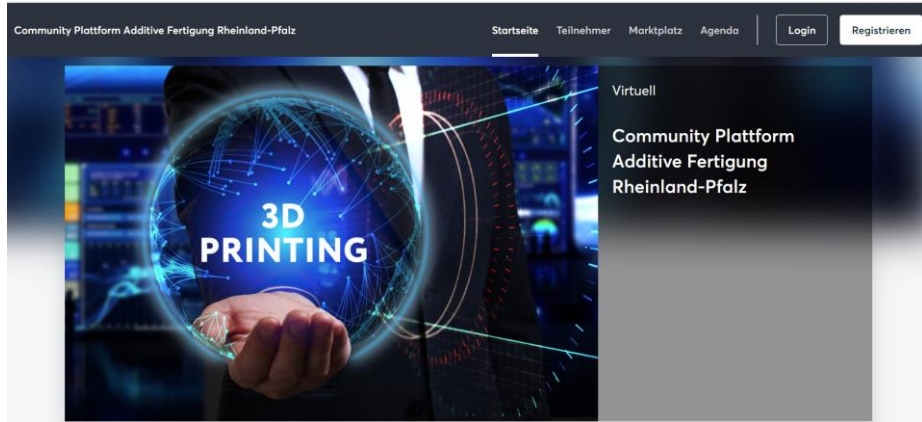 Community Plattform Additive Fertigung Rheinland-Pfalz
Startseite Teilnehmer Marktplatz Agenda Login Registrieren
Virtuell
Community Plattform
Additive Fertigung
Rheinland-Pfalz
3D
PRINTING